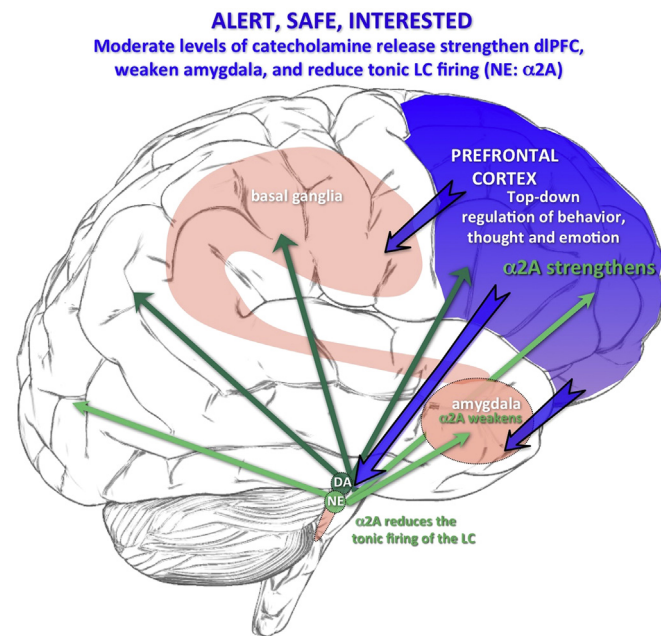 ALERT, SAFE, INTERESTED
Moderate levels of catecholamine release strengthen dlPFC,
weaken amygdala, and reduce tonic LC firing (NE: α2A)
PREFRONTAL
CORTEX
Top-down
regulation of behavior,
thought and emotion
α2A strengthens
basal ganglia
amygdala
α2A weakens
DA
NE
α2A reduces the
tonic firing of the LC